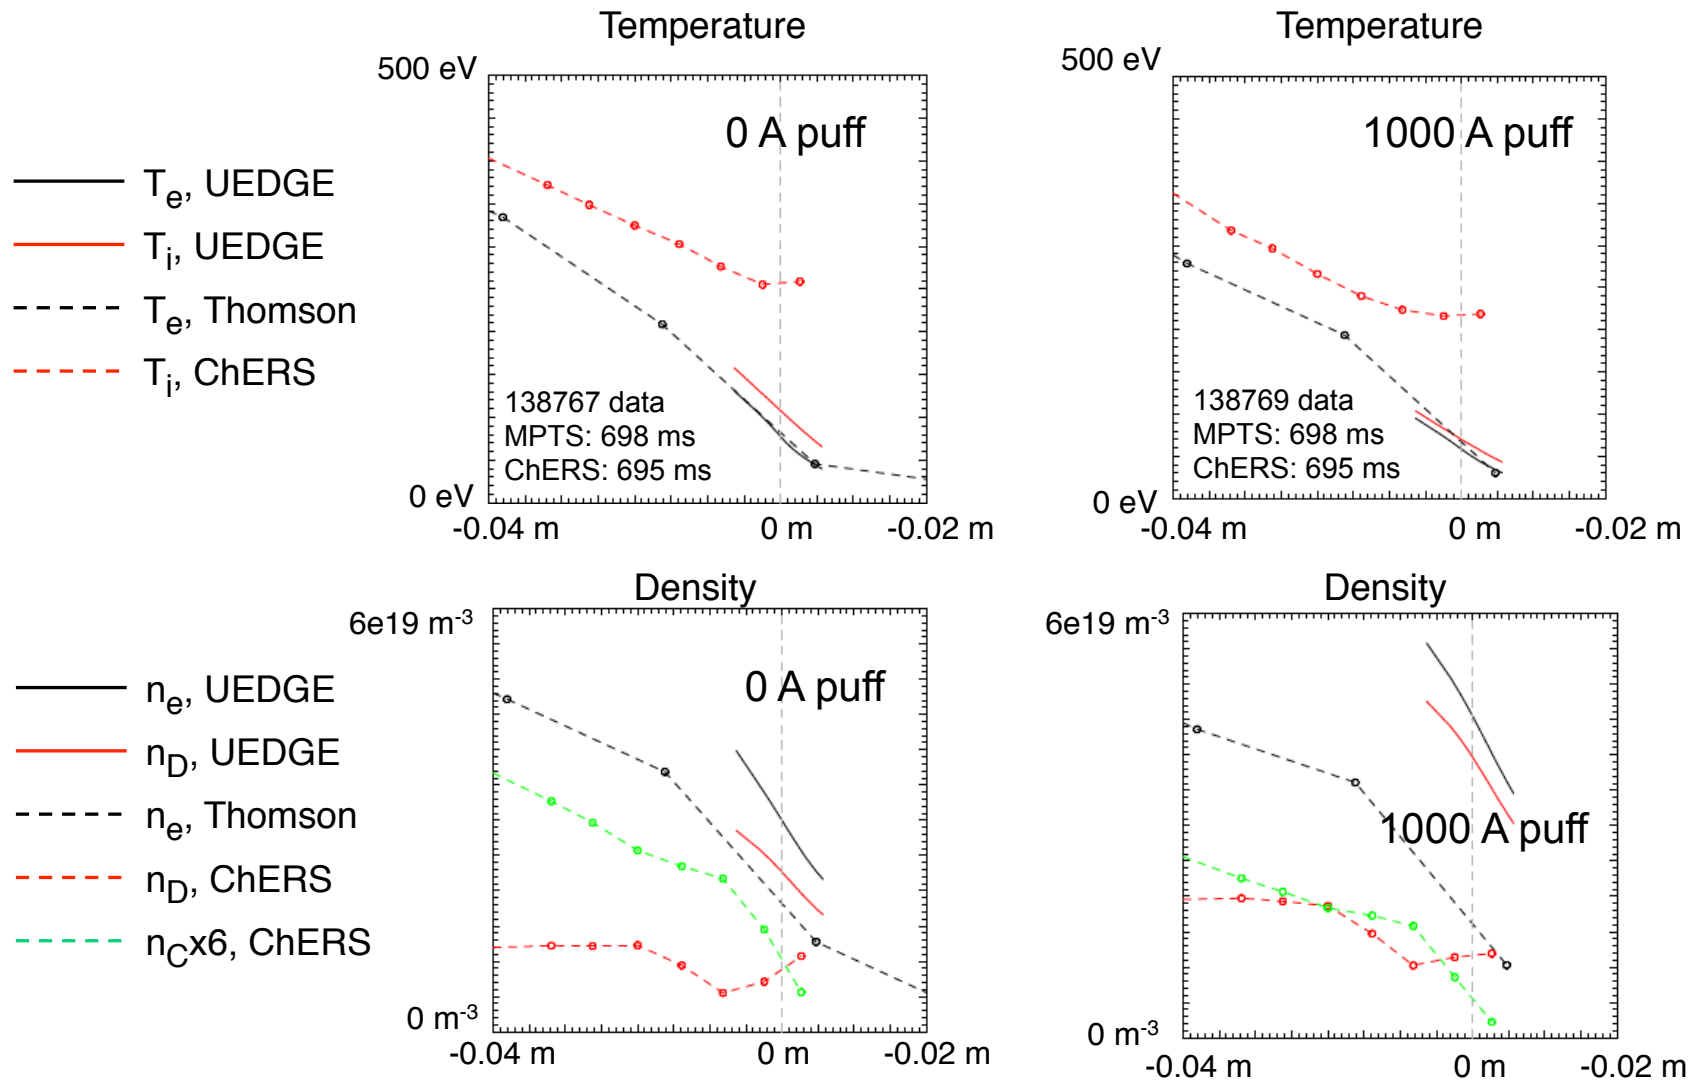 Temperature
Temperature
500 eV
500 eV
0 A puff
1000 A puff
Te, UEDGE
Ti, UEDGE
Te, Thomson
Ti, ChERS
138767 data
MPTS: 698 ms
ChERS: 695 ms
138769 data
MPTS: 698 ms
ChERS: 695 ms
0 eV
0 eV
-0.04 m
0 m
-0.02 m
-0.04 m
0 m
-0.02 m
Density
Density
6e19 m-3
6e19 m-3
0 A puff
1000 A puff
ne, UEDGE
nD, UEDGE
ne, Thomson
nD, ChERS
nCx6, ChERS
0 m-3
0 m-3
-0.04 m
0 m
-0.02 m
-0.04 m
0 m
-0.02 m